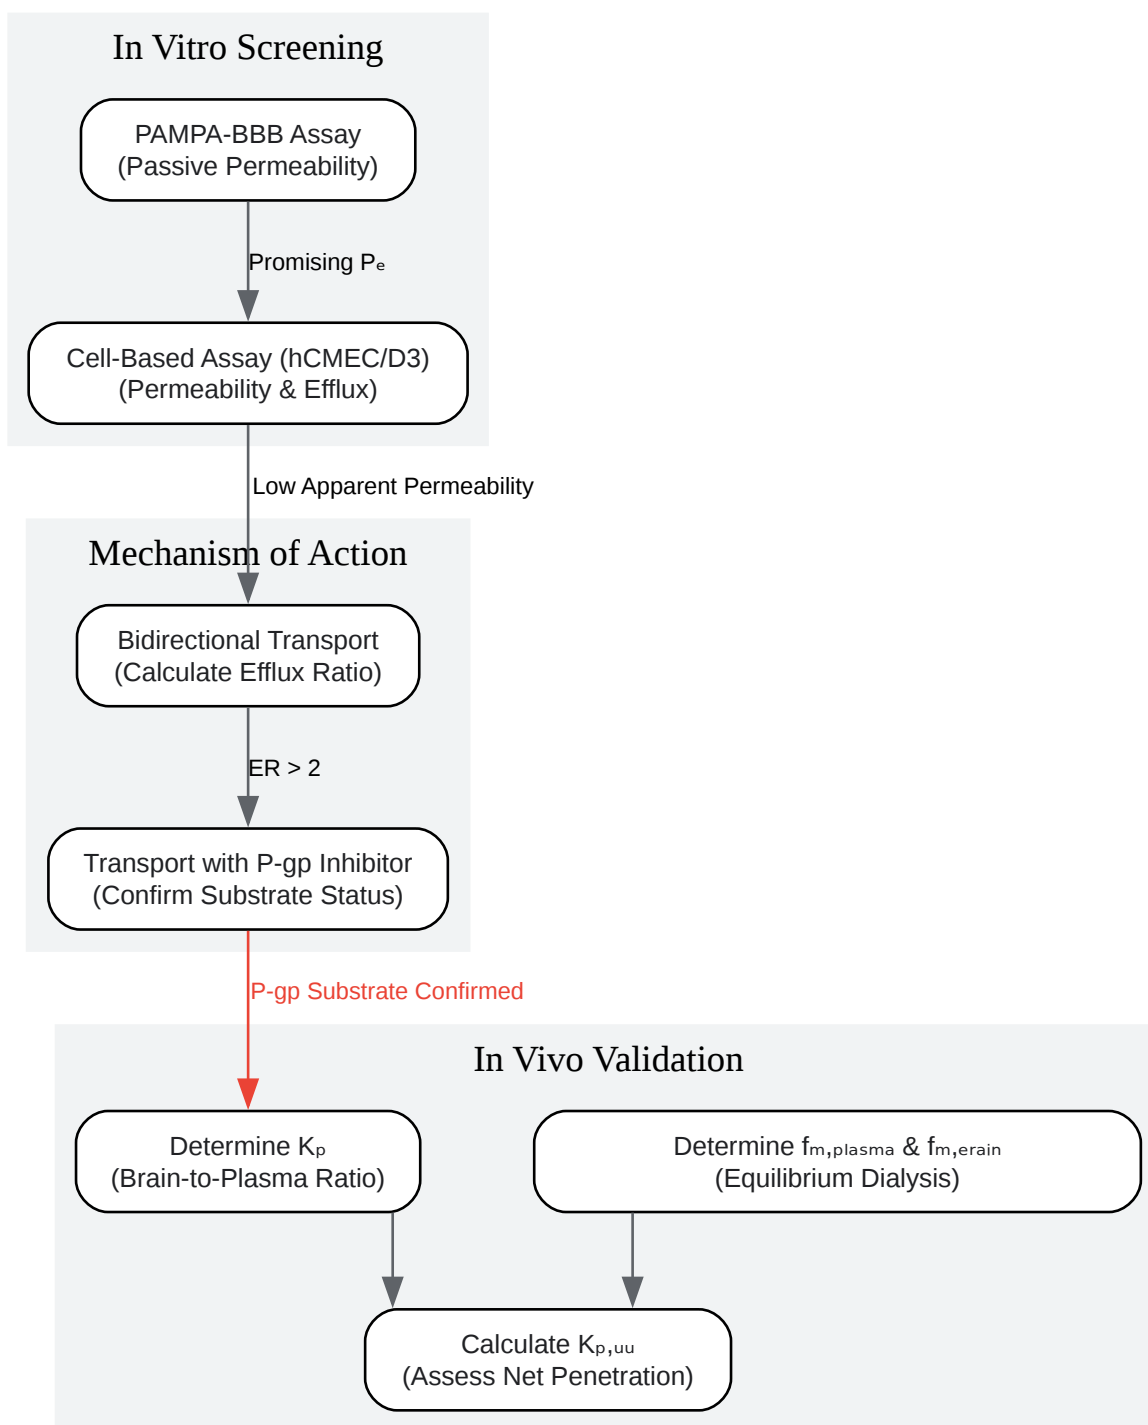 In Vitro Screening
PAMPA-BBB Assay
(Passive Permeability)
Promising Pₑ
Cell-Based Assay (hCMEC/D3)
(Permeability & Efflux)
Low Apparent Permeability
Mechanism of Action
Bidirectional Transport
(Calculate Efflux Ratio)
ER > 2
Transport with P-gp Inhibitor
(Confirm Substrate Status)
P-gp Substrate Confirmed
In Vivo Validation
Determine Kₚ
(Brain-to-Plasma Ratio)
Determine fₘ,ₚₗₐₛₘₐ & fₘ,ₑᵣₐᵢₙ
(Equilibrium Dialysis)
Calculate Kₚ,ᵤᵤ
(Assess Net Penetration)